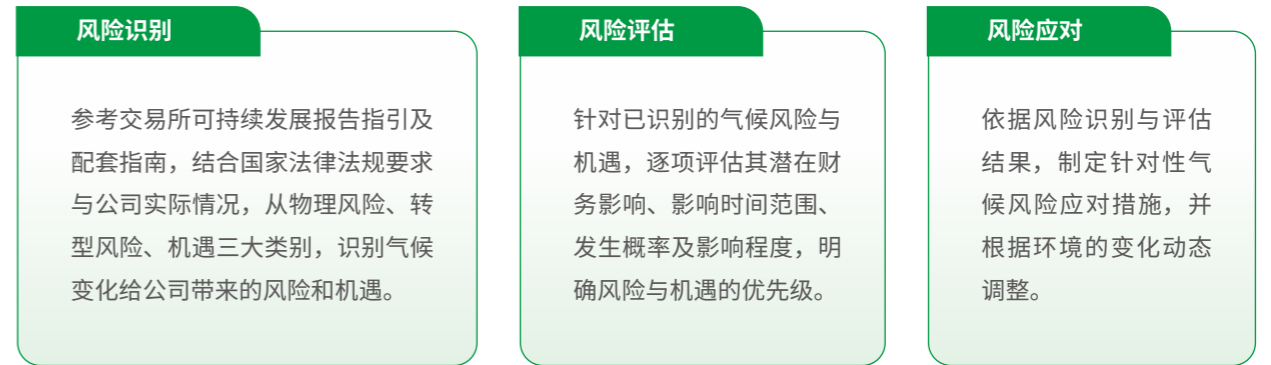 风险识别
参考交易所可持续发展报告指引及
配套指南，结合国家法律法规要求
与公司实际情况，从物理风险、转
型风险、机遇三大类别，识别气候
变化给公司带来的风险和机遇。
风险评估
针对已识别的气候风险与
机遇，逐项评估其潜在财
务影响、影响时间范围、
发生概率及影响程度，明
确风险与机遇的优先级。
风险应对
依据风险识别与评估
结果，制定针对性气
候风险应对措施，并
根据环境的变化动态
调整。